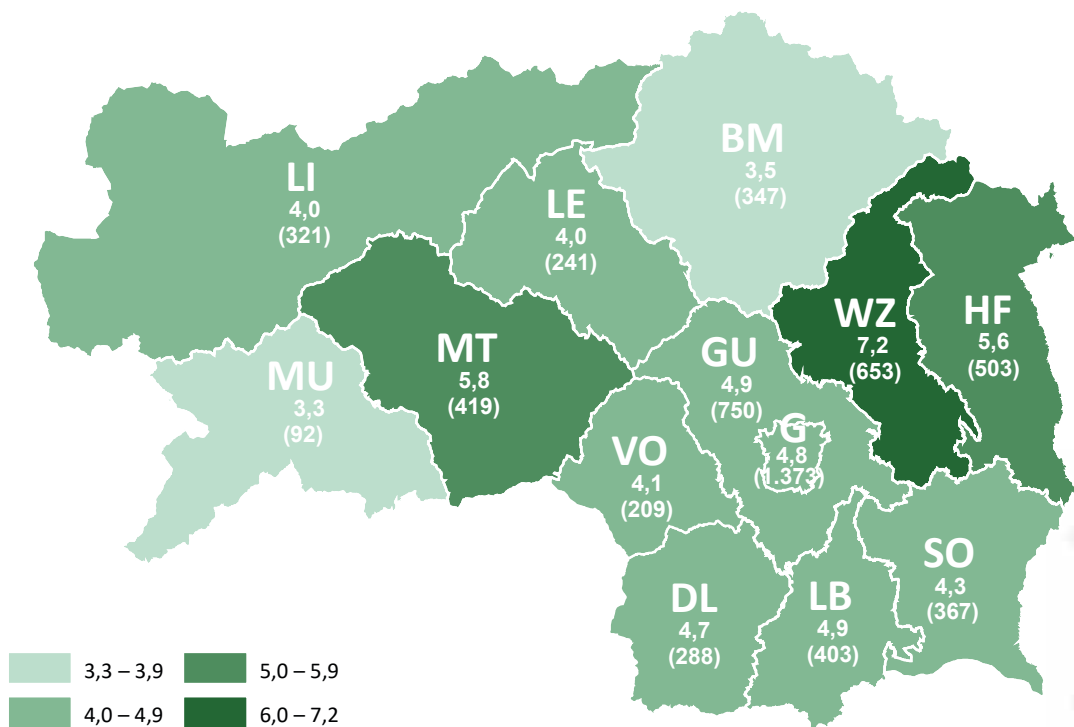 BM
3,5
(347)
LI
4,0
(321)
LE
4,0
(241)
WZ
7,2
(653)
HF
5,6
(503)
MT
5,8
(419)
GU
4,9
(750)
MU
3,3
(92)
G
4,8
(1.373)
VO
4,1
(209)
SO
4,3
(367)
DL
4,7
(288)
LB
4,9
(403)
3,3 – 3,9
5,0 – 5,9
4,0 – 4,9
6,0 – 7,2